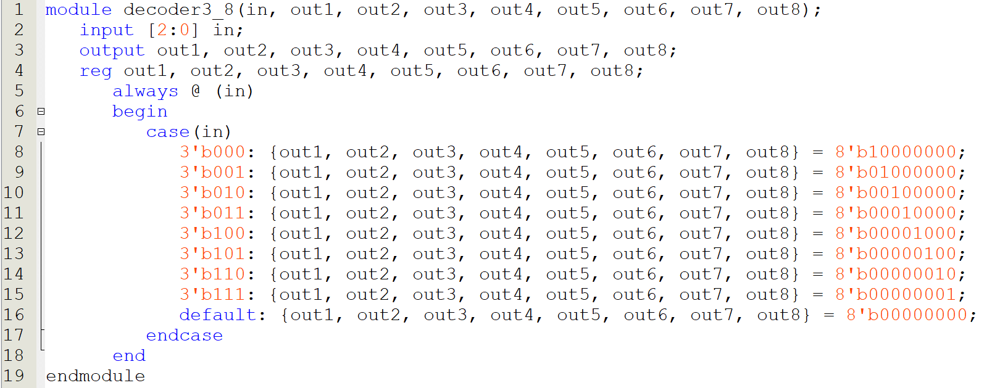 1 module decoder3_8(in, out1, out2, out3, out4, out5, out6, out7, out8);
2 input [2:0] in;
3 output out1, out2, out3, out4, out5, out6, out7, out8;
4 reg out1, out2, out3, out4, out5, out6, out7, out8;
5 always @ (in)
6 begin
7 case(in)
8 3'b000: {out1, out2, out3, out4, out5, out6, out7, out8} = 8'b10000000;
9 3'b001: {out1, out2, out3, out4, out5, out6, out7, out8} = 8'b01000000;
10 3'b010: {out1, out2, out3, out4, out5, out6, out7, out8} = 8'b00100000;
11 3'b011: {out1, out2, out3, out4, out5, out6, out7, out8} = 8'b00010000;
12 3'b100: {out1, out2, out3, out4, out5, out6, out7, out8} = 8'b00001000;
13 3'b101: {out1, out2, out3, out4, out5, out6, out7, out8} = 8'b00000100;
14 3'b110: {out1, out2, out3, out4, out5, out6, out7, out8} = 8'b00000010;
15 3'b111: {out1, out2, out3, out4, out5, out6, out7, out8} = 8'b00000001;
16 default: {out1, out2, out3, out4, out5, out6, out7, out8} = 8'b00000000;
17 endcase
18 end
19 endmodule